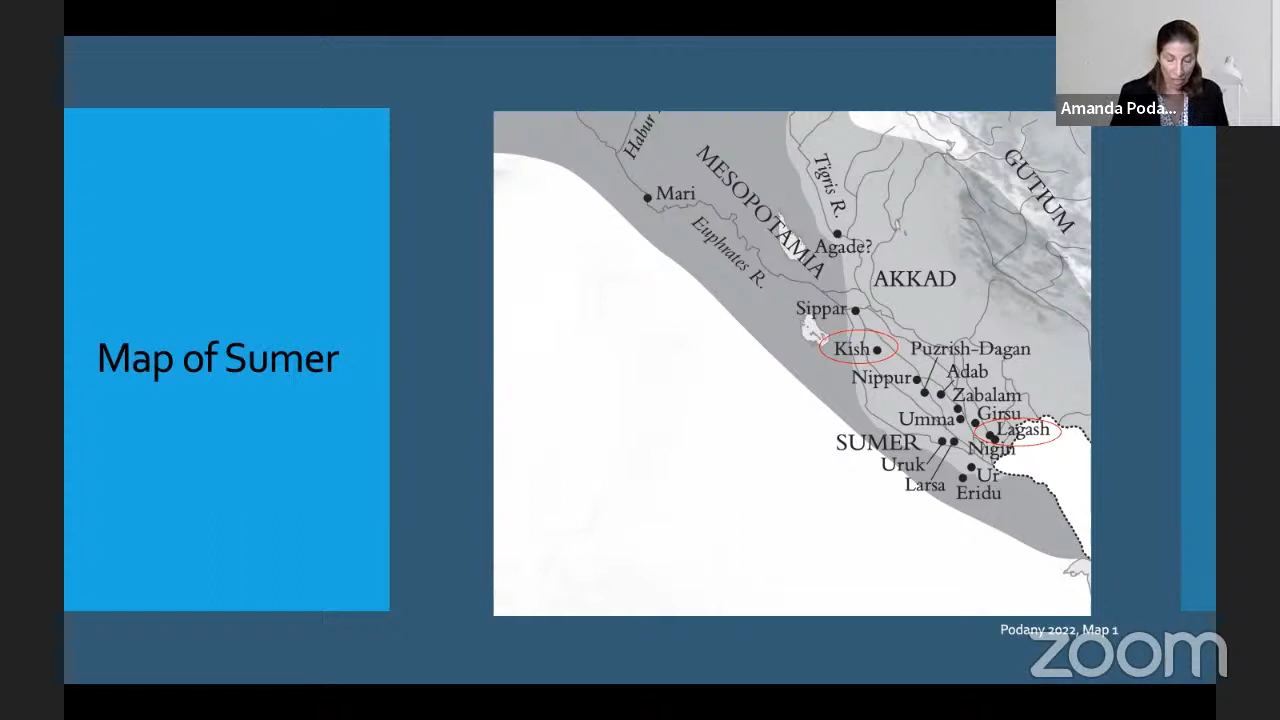 Amanda Poda...
Map of Sumer
Habur
Mari
MESOPOTAMIA
Tigris R.
GUTIUM
Euphrates R.
Agade?
AKKAD
Sippar
Kish
Puzrish-Dagan
Nippur
Adab
Zabalam
Umma
Girsu
Lagash
SUMER
Nigin
Uruk
Ur
Larsa
Eridu
Podany 2022, Map 1
zoom